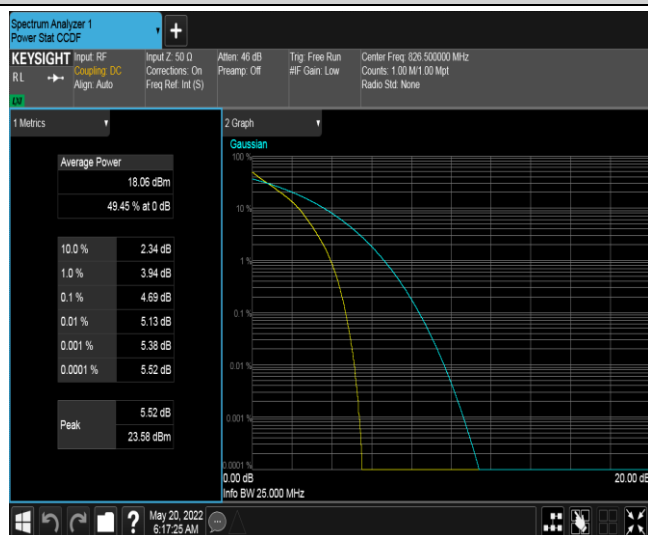 Spectrum Analyzer 1
Power Stat CCDF
+
KEYSIGHT
RL
LXI
Input: RF
Coupling: DC
Align: Auto
Input Z: 50 Ω
Corrections: On
Freq Ref: Int (S)
Atten: 46 dB
Preamp: Off
Trig: Free Run
#IF Gain: Low
Center Freq: 826.500000 MHz
Counts: 1.00 M/1.00 Mpt
Radio Std: None
1 Metrics
Average Power
18.06 dBm
49.45 % at 0 dB
10.0 % 2.34 dB
1.0 % 3.94 dB
0.1 % 4.69 dB
0.01 % 5.13 dB
0.001 % 5.38 dB
0.0001 % 5.52 dB
Peak
5.52 dB
23.58 dBm
2 Graph
Gaussian
100 %
10 %
1 %
0.1 %
0.01 %
0.001 %
0.0001 %
0.00 dB
20.00 dB
Info BW 25.000 MHz
?
May 20, 2022
6:17:25 AM